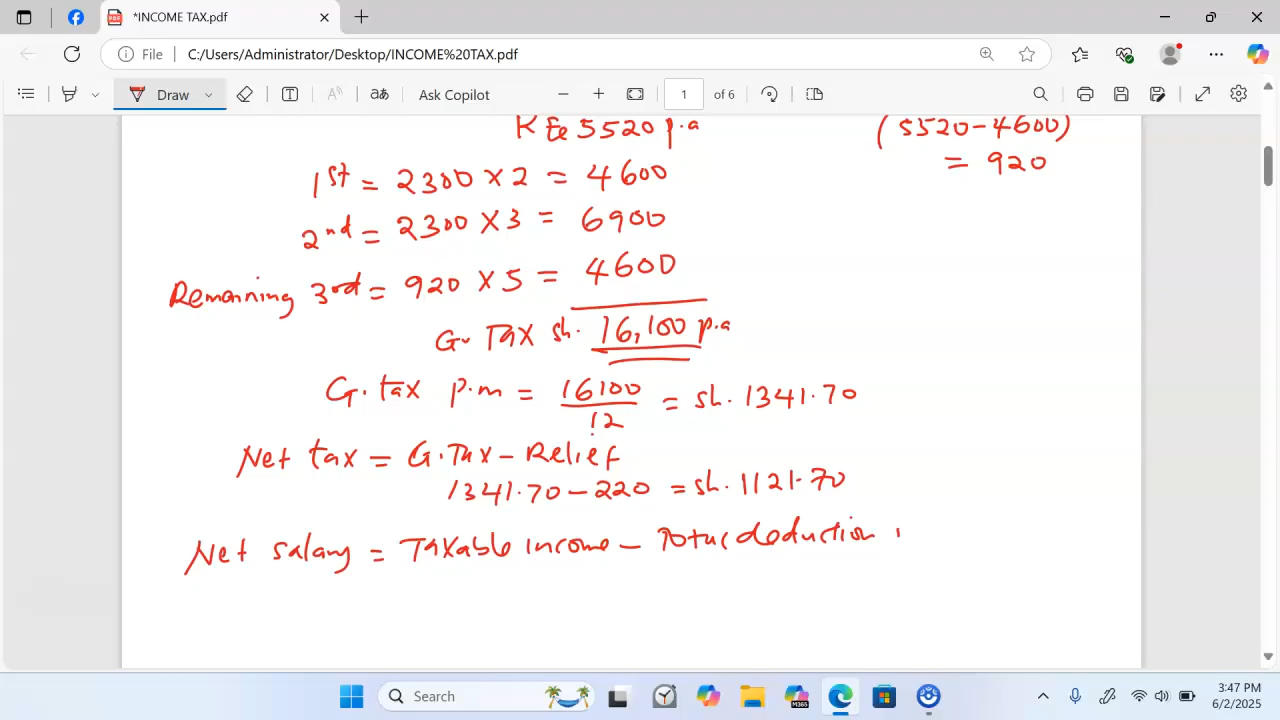 *INCOME TAX.pdf
File C:/Users/Administrator/Desktop/INCOME%20TAX.pdf
Draw Ask Copilot 1 of 6
K£e 5520 p.a (5520-4600)
= 920
1st = 2300 × 2 = 4600
2nd = 2300 × 3 = 6900
Remaining 3rd = 920 × 5 = 4600
G. Tax sh. 16,100 p.a
G. tax p.m = 16100 = sh. 1341.70
12
Net tax = G.Tax - Relief
1341.70 - 220 = sh. 1121.70
Net salary = Taxable income - deduction
Search
3:47 PM
6/2/2025